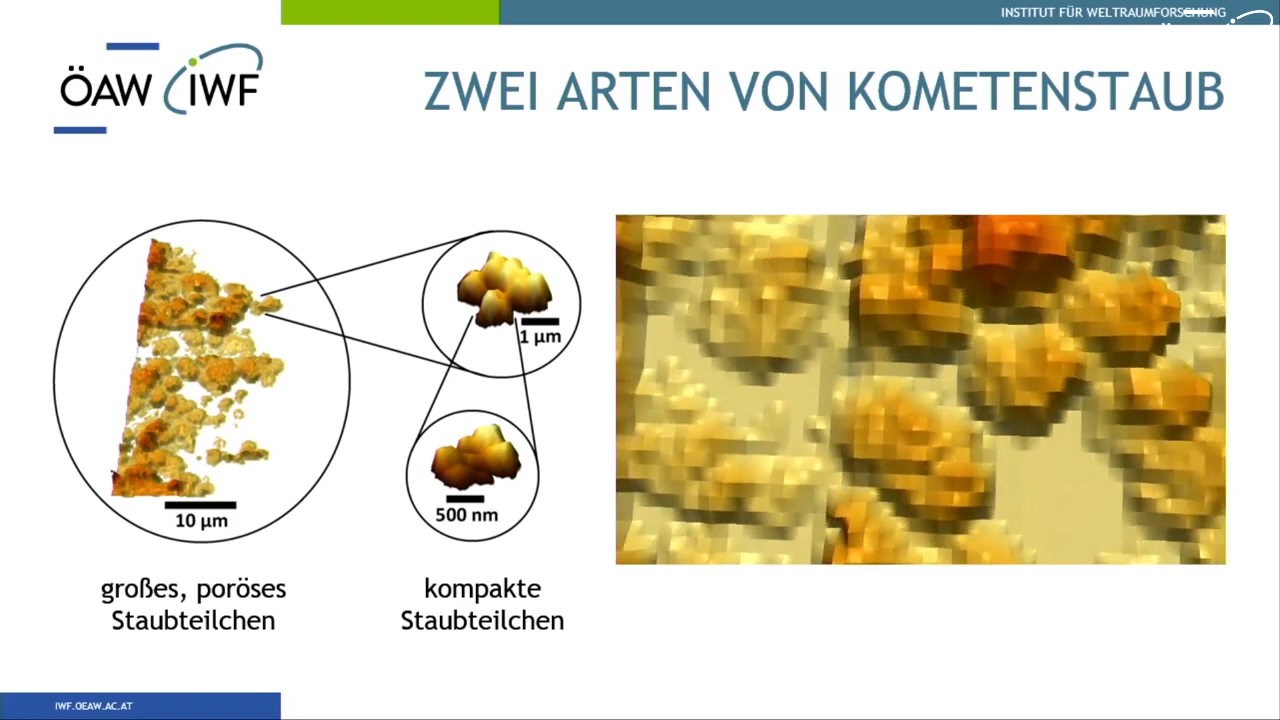 INSTITUT FÜR WELTRAUMFORSCHUNG
ÖAW IWF
ZWEI ARTEN VON KOMETENSTAUB
1 µm
500 nm
10 µm
großes, poröses
Staubteilchen
kompakte
Staubteilchen
IWF.OEAW.AC.AT